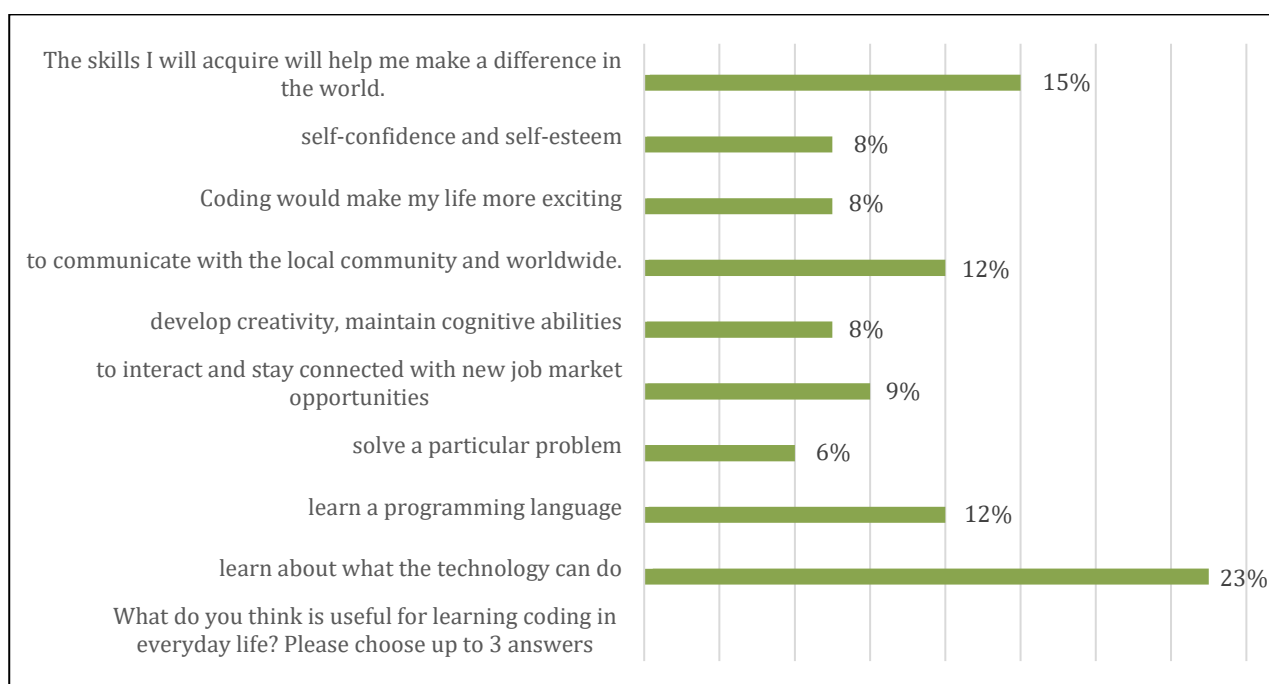 The skills I will acquire will help me make a difference in
the world.
15%
self-confidence and self-esteem
8%
Coding would make my life more exciting
8%
to communicate with the local community and worldwide.
12%
develop creativity, maintain cognitive abilities
8%
to interact and stay connected with new job market
opportunities
9%
solve a particular problem
6%
learn a programming language
12%
learn about what the technology can do
23%
What do you think is useful for learning coding in
everyday life? Please choose up to 3 answers